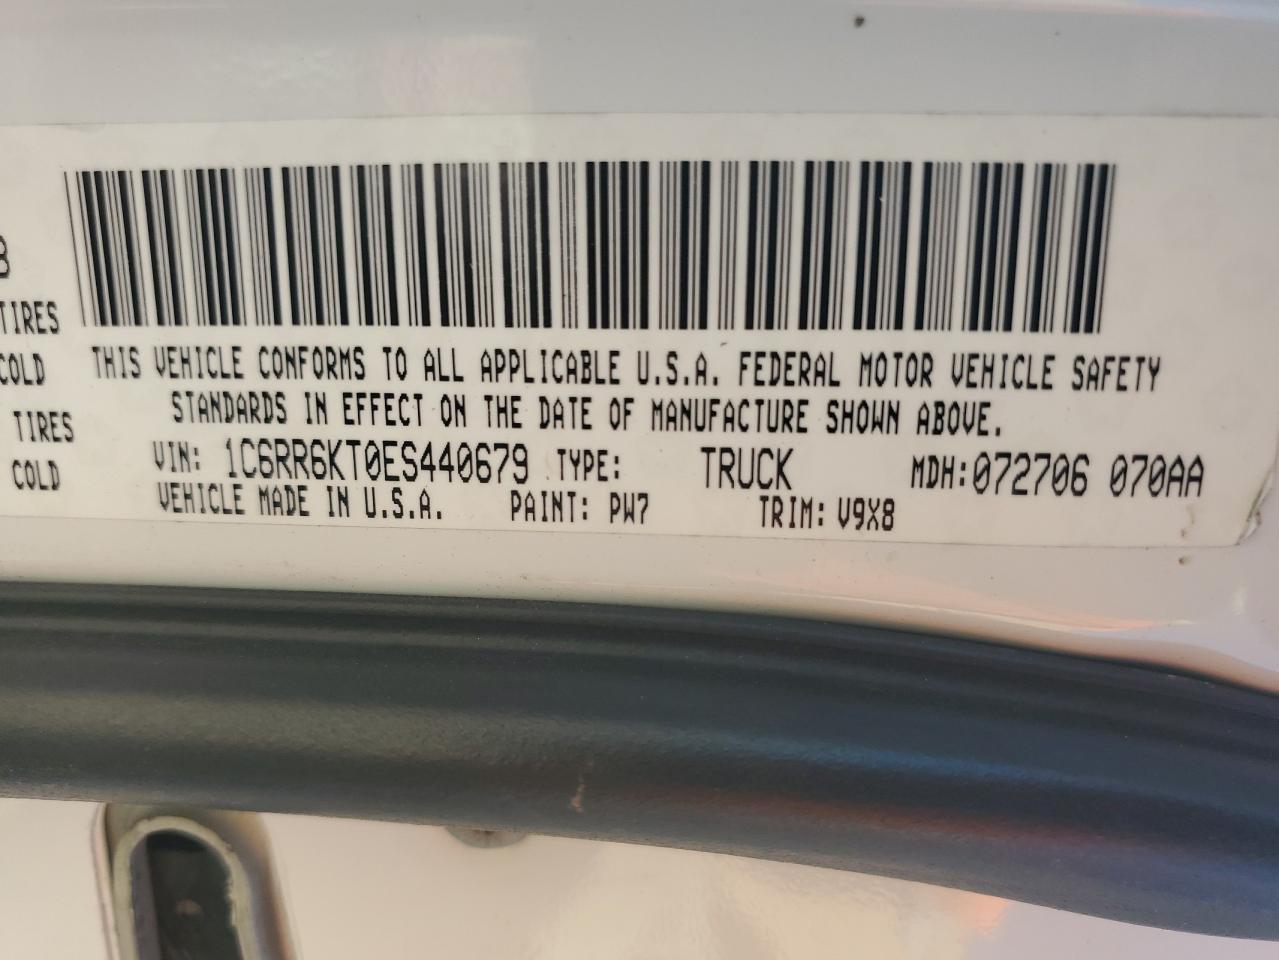 B
TIRES
COLD
THIS VEHICLE CONFORMS TO ALL APPLICABLE U.S.A. FEDERAL MOTOR VEHICLE SAFETY
STANDARDS IN EFFECT ON THE DATE OF MANUFACTURE SHOWN ABOVE.
TIRES
VIN: 1C6RR6KT0ES440679 TYPE: TRUCK MDH:072706 070AA
COLD
VEHICLE MADE IN U.S.A. PAINT: PW7 TRIM: V9X8